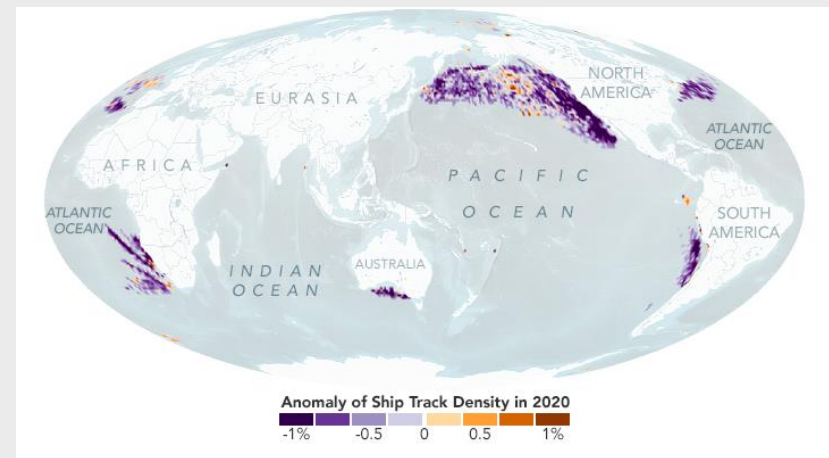 NORTH
AMERICA
EURASIA
ATLANTIC
OCEAN
AFRICA
PACIFIC
OCEAN
ATLANTIC
OCEAN
SOUTH
AMERICA
INDIAN
OCEAN
AUSTRALIA
Anomaly of Ship Track Density in 2020
-1% -0.5 0 0.5 1%